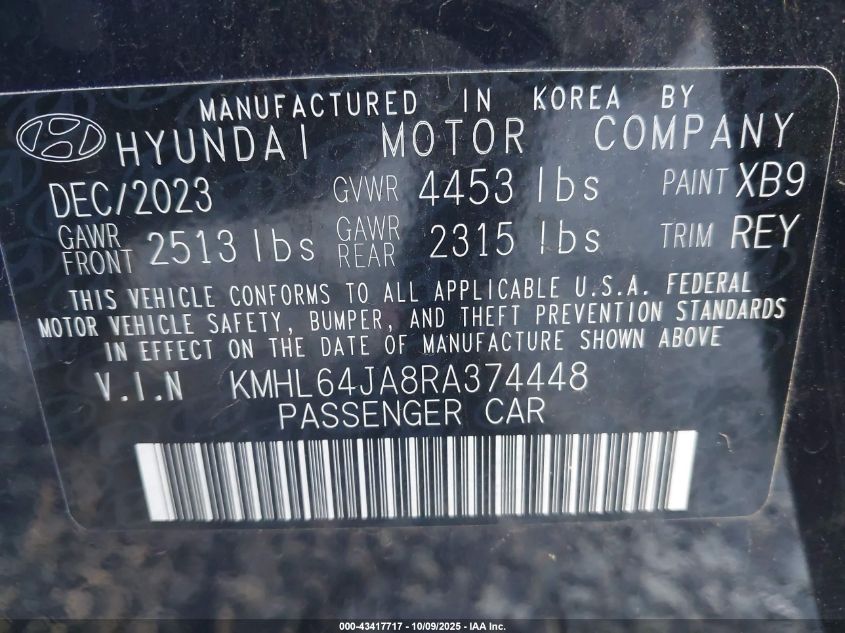 MANUFACTURED IN KOREA BY
HYUNDAI MOTOR COMPANY
DEC/2023 GVWR 4453 lbs PAINT XB9
GAWR FRONT 2513 lbs GAWR REAR 2315 lbs TRIM REY
THIS VEHICLE CONFORMS TO ALL APPLICABLE U.S.A. FEDERAL
MOTOR VEHICLE SAFETY, BUMPER, AND THEFT PREVENTION STANDARDS
IN EFFECT ON THE DATE OF MANUFACTURE SHOWN ABOVE
V.I.N KMHL64JA8RA374448
PASSENGER CAR
000-43417717 - 10/09/2025 - IAA Inc.